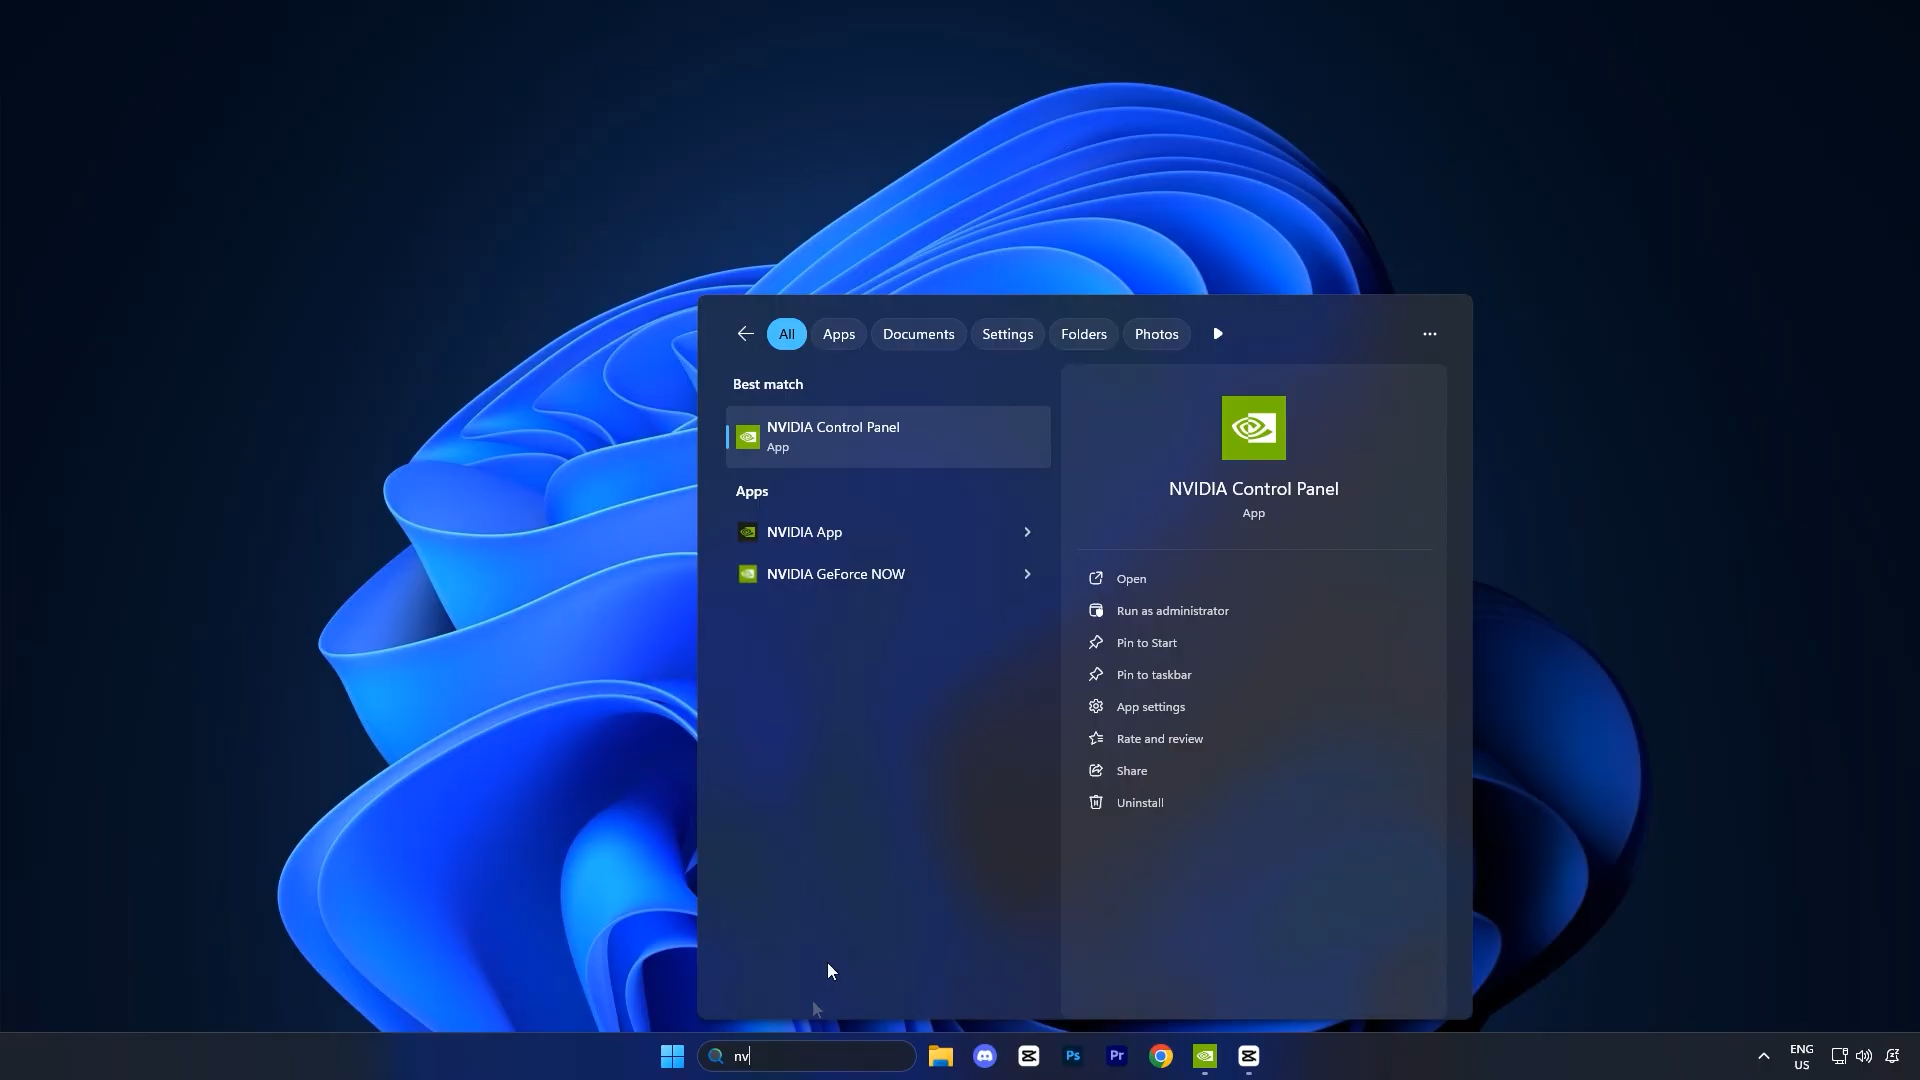 All
Apps
Documents
Settings
Folders
Photos
Best match
NVIDIA Control Panel
App
Apps
NVIDIA App
NVIDIA GeForce NOW
NVIDIA Control Panel
App
Open
Run as administrator
Pin to Start
Pin to taskbar
App settings
Rate and review
Share
Uninstall
nv
Ps
Pr
ENG
US